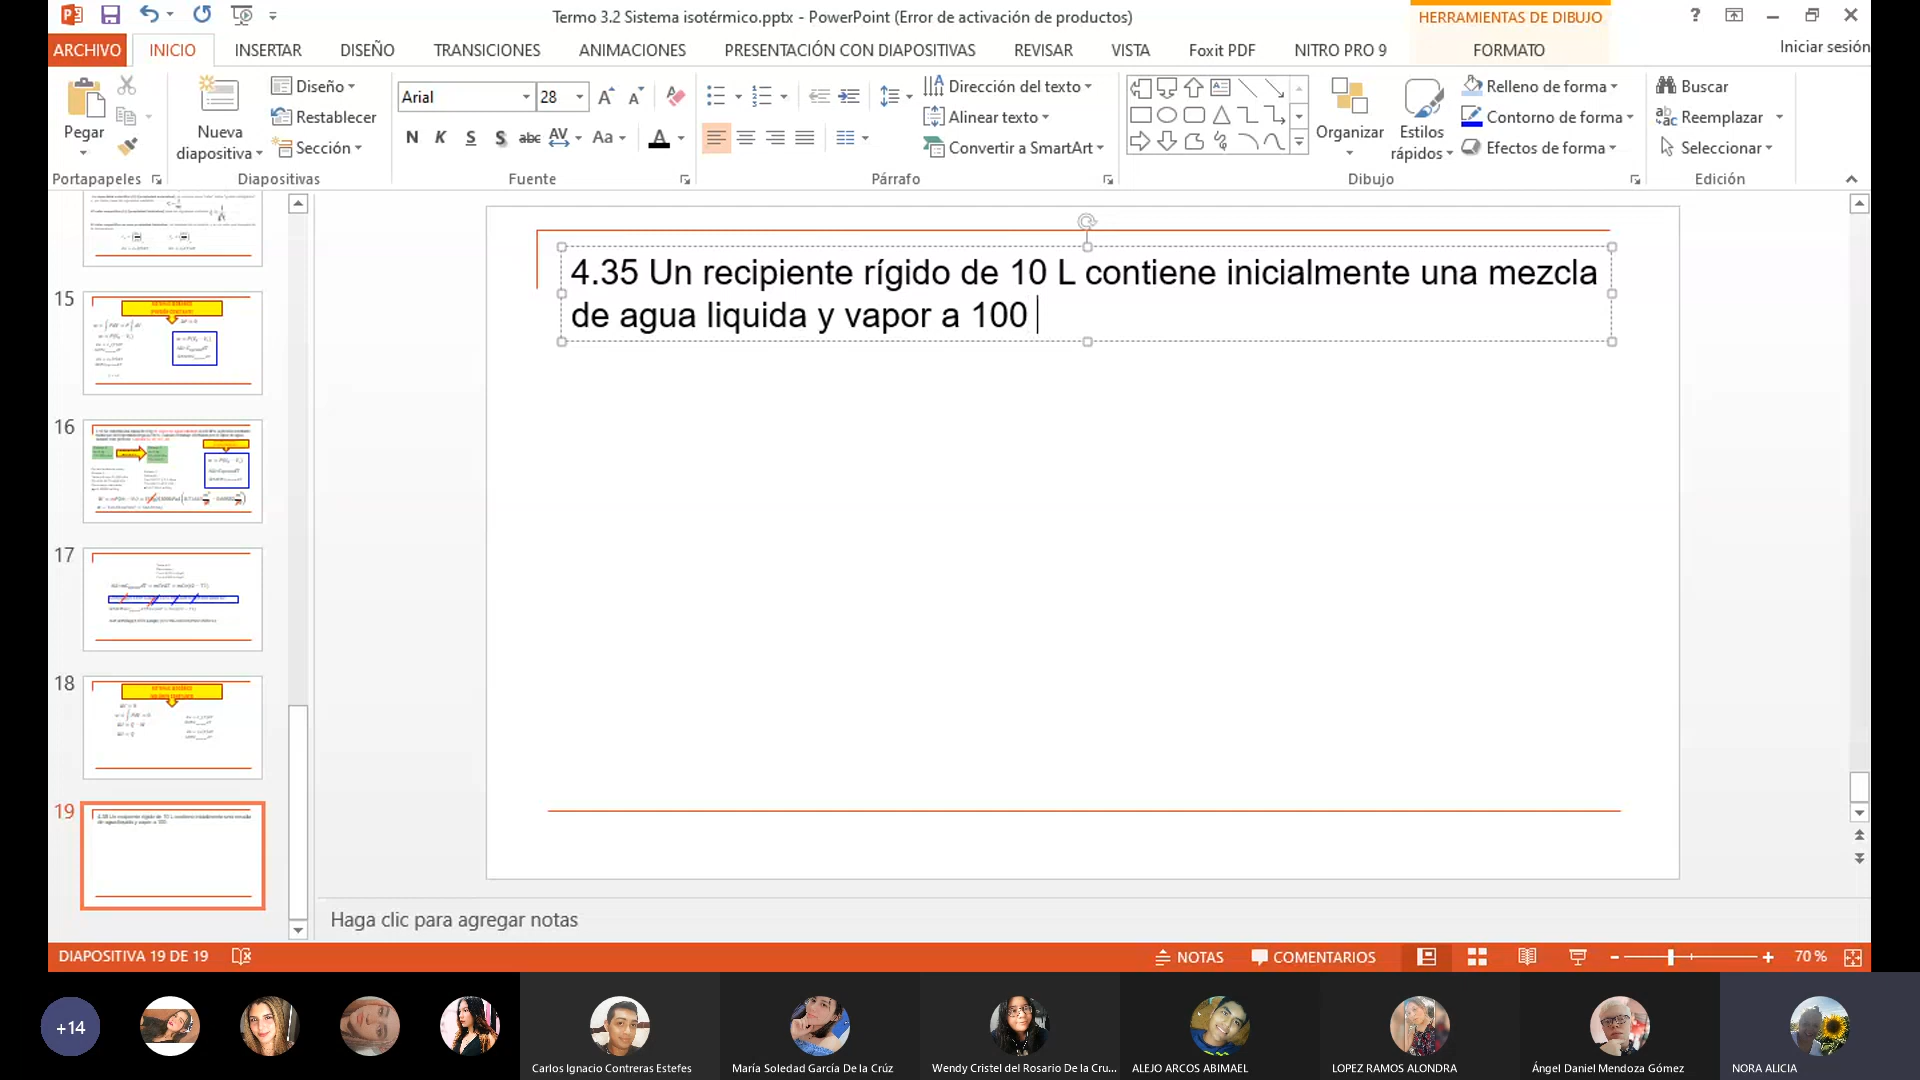 Termo 3.2 Sistema isotérmico.pptx - PowerPoint (Error de activación de productos)
HERRAMIENTAS DE DIBUJO
?
ARCHIVO INICIO INSERTAR DISEÑO TRANSICIONES ANIMACIONES PRESENTACIÓN CON DIAPOSITIVAS REVISAR VISTA Foxit PDF NITRO PRO 9 FORMATO Iniciar sesión
Pegar
Nueva diapositiva
Diseño
Restablecer
Sección
Arial 28
N K S S abc AV Aa A
Dirección del texto
Alinear texto
Convertir a SmartArt
Organizar
Estilos rápidos
Relleno de forma
Contorno de forma
Efectos de forma
Buscar
Reemplazar
Seleccionar
Portapapeles Diapositivas Fuente Párrafo Dibujo Edición
15
16
17
18
19
4.35 Un recipiente rígido de 10 L contiene inicialmente una mezcla
de agua liquida y vapor a 100
Haga clic para agregar notas
DIAPOSITIVA 19 DE 19 NOTAS COMENTARIOS 70 %
+14
Carlos Ignacio Contreras Estefes
María Soledad García De la Crúz
Wendy Cristel del Rosario De la Cru...
ALEJO ARCOS ABIMAEL
LOPEZ RAMOS ALONDRA
Ángel Daniel Mendoza Gómez
NORA ALICIA